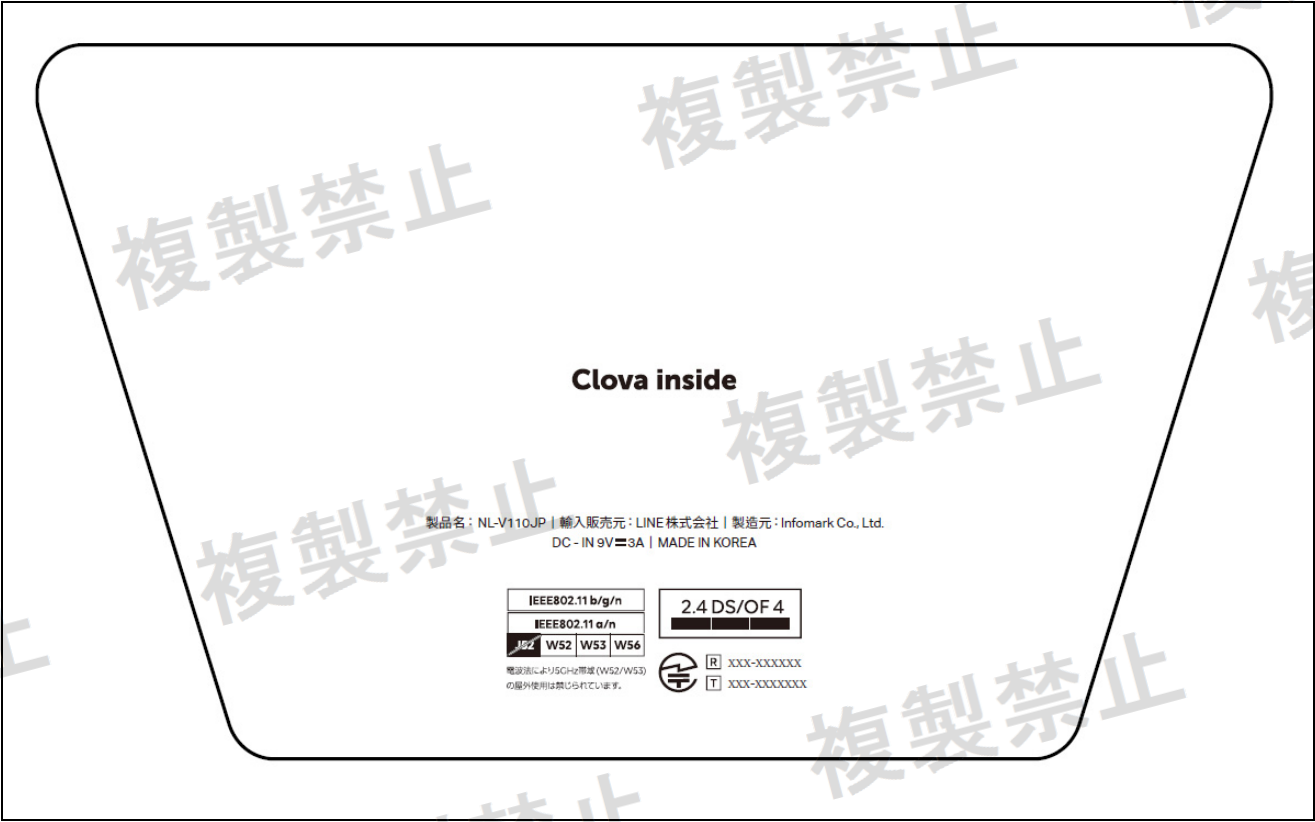 複製禁止
複製禁止
Clova inside
複製禁止
複製禁止
製品名：NL-V110JP｜輸入販売元：LINE株式会社｜製造元：Infomark Co., Ltd.
DC - IN 9V⎓3A｜MADE IN KOREA
IEEE802.11 b/g/n
IEEE802.11 a/n
J52 W52 W53 W56
電波法により5GHz帯域(W52/W53)
の屋外使用は禁じられています。
2.4 DS/OF 4
R XXX-XXXXXX
T XXX-XXXXXXX
複製禁止